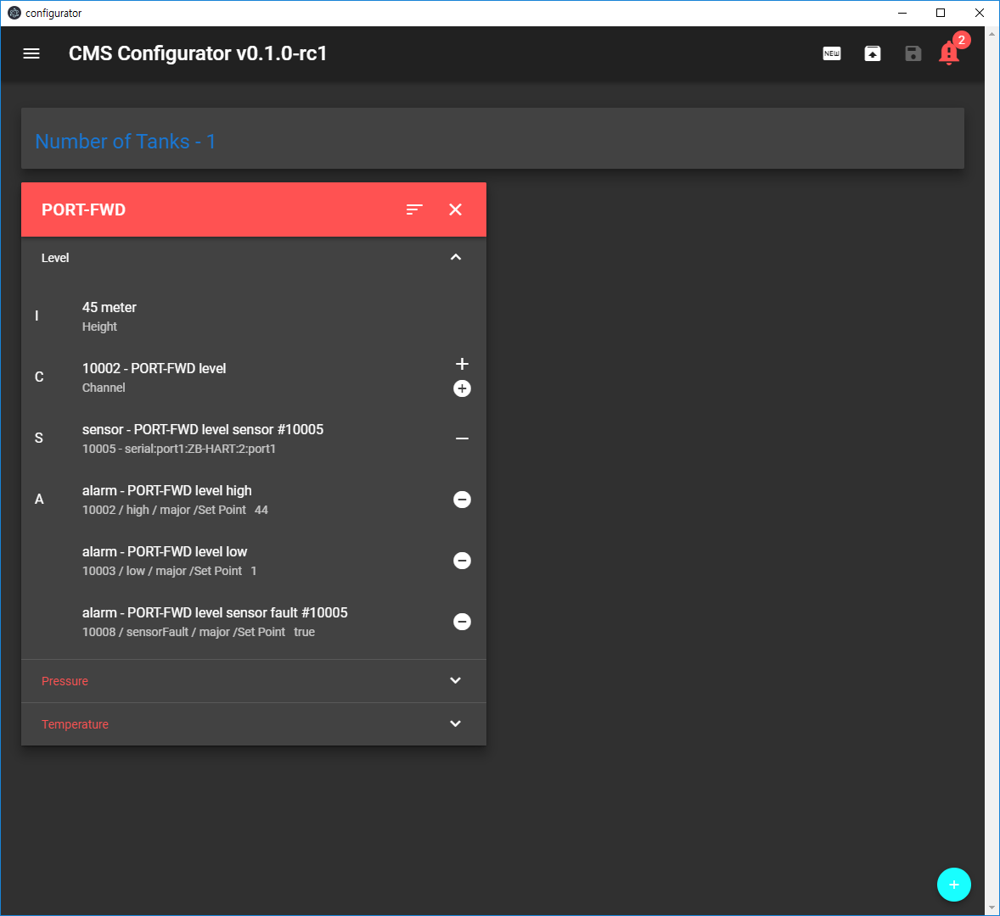 configurator
CMS Configurator v0.1.0-rc1
NEW
2
Number of Tanks - 1
PORT-FWD
Level
I
45 meter
Height
C
10002 - PORT-FWD level
Channel
S
sensor - PORT-FWD level sensor #10005
10005 - serial:port1:ZB-HART:2:port1
A
alarm - PORT-FWD level high
10002 / high / major /Set Point 44
alarm - PORT-FWD level low
10003 / low / major /Set Point 1
alarm - PORT-FWD level sensor fault #10005
10008 / sensorFault / major /Set Point true
Pressure
Temperature